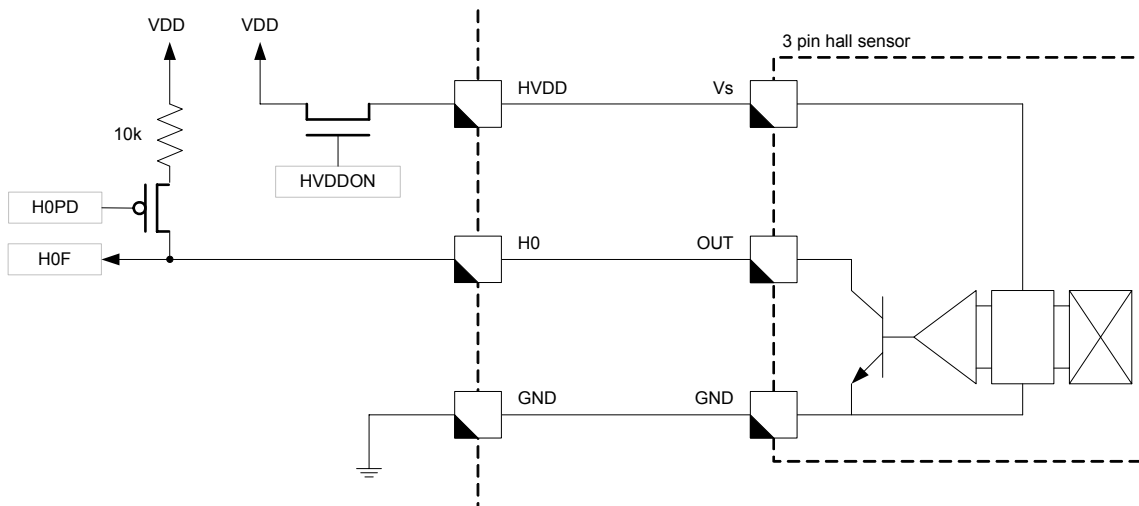 VDD
VDD
3 pin hall sensor
HVDD
Vs
10k
HVDDON
H0PD
H0
OUT
H0F
GND
GND